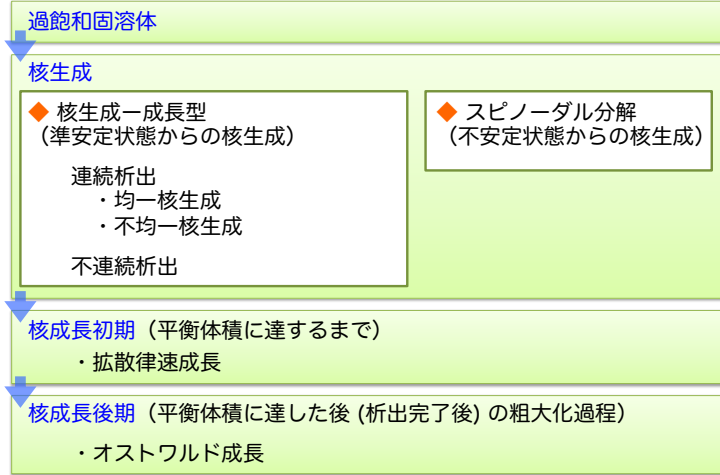 過飽和固溶体
核生成
◆ 核生成ー成長型
（準安定状態からの核生成）
連続析出
・均一核生成
・不均一核生成
不連続析出
◆ スピノーダル分解
（不安定状態からの核生成）
核成長初期（平衡体積に達するまで）
・拡散律速成長
核成長後期（平衡体積に達した後 (析出完了後) の粗大化過程）
・オストワルド成長